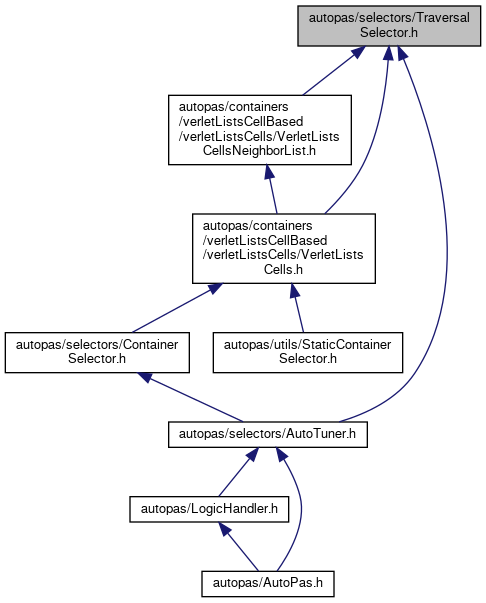 autopas/selectors/Traversal
Selector.h
autopas/containers
/verletListsCellBased
/verletListsCells/VerletLists
CellsNeighborList.h
autopas/containers
/verletListsCellBased
/verletListsCells/VerletLists
Cells.h
autopas/selectors/Container
Selector.h
autopas/utils/StaticContainer
Selector.h
autopas/selectors/AutoTuner.h
autopas/LogicHandler.h
autopas/AutoPas.h